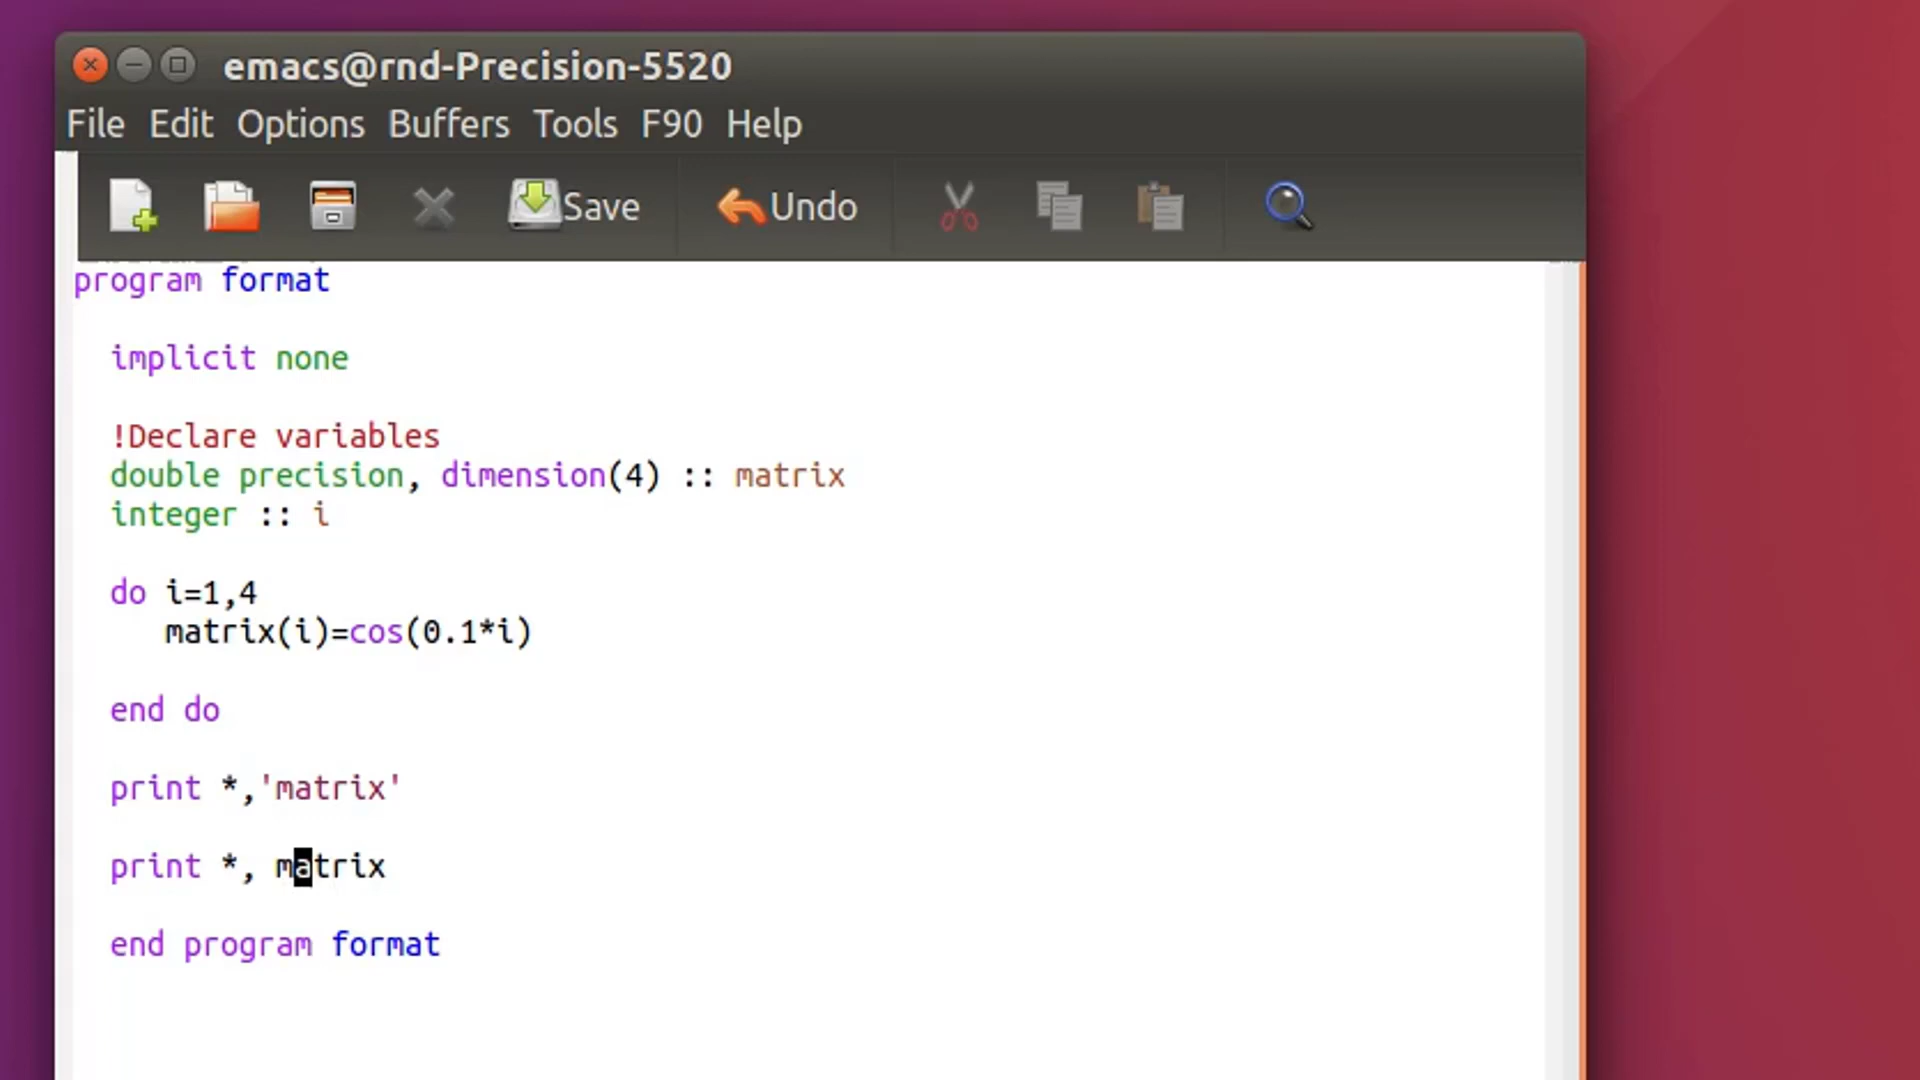 emacs@rnd-Precision-5520
File Edit Options Buffers Tools F90 Help
Save Undo
program format
implicit none
!Declare variables
double precision, dimension(4) :: matrix
integer :: i
do i=1,4
matrix(i)=cos(0.1*i)
end do
print *,'matrix'
print *, matrix
end program format